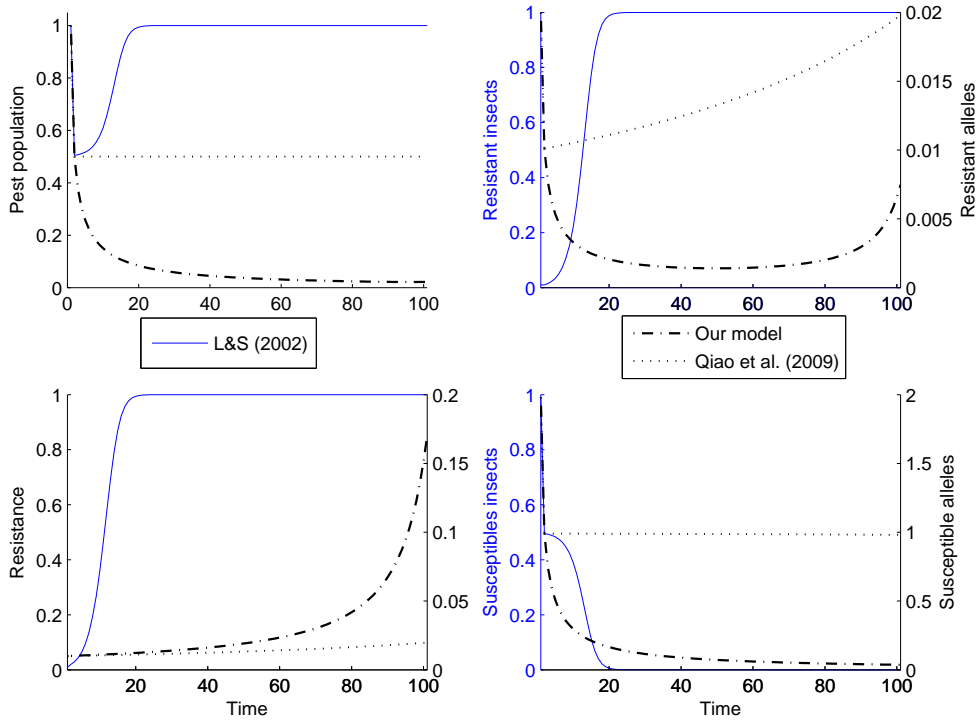 1
0.8
0.6
0.4
0.2
0
Pest population
0 20 40 60 80 100
1
0.8
0.6
0.4
0.2
0
Resistant insects
0.02
0.015
0.01
0.005
0
Resistant alleles
20 40 60 80 100
L&S (2002)
Our model
Qiao et al. (2009)
1
0.8
0.6
0.4
0.2
0
Resistance
0.2
0.15
0.1
0.05
0
20 40 60 80 100
Time
1
0.8
0.6
0.4
0.2
0
Susceptibles insects
2
1.5
1
0.5
0
Susceptible alleles
20 40 60 80 100
Time